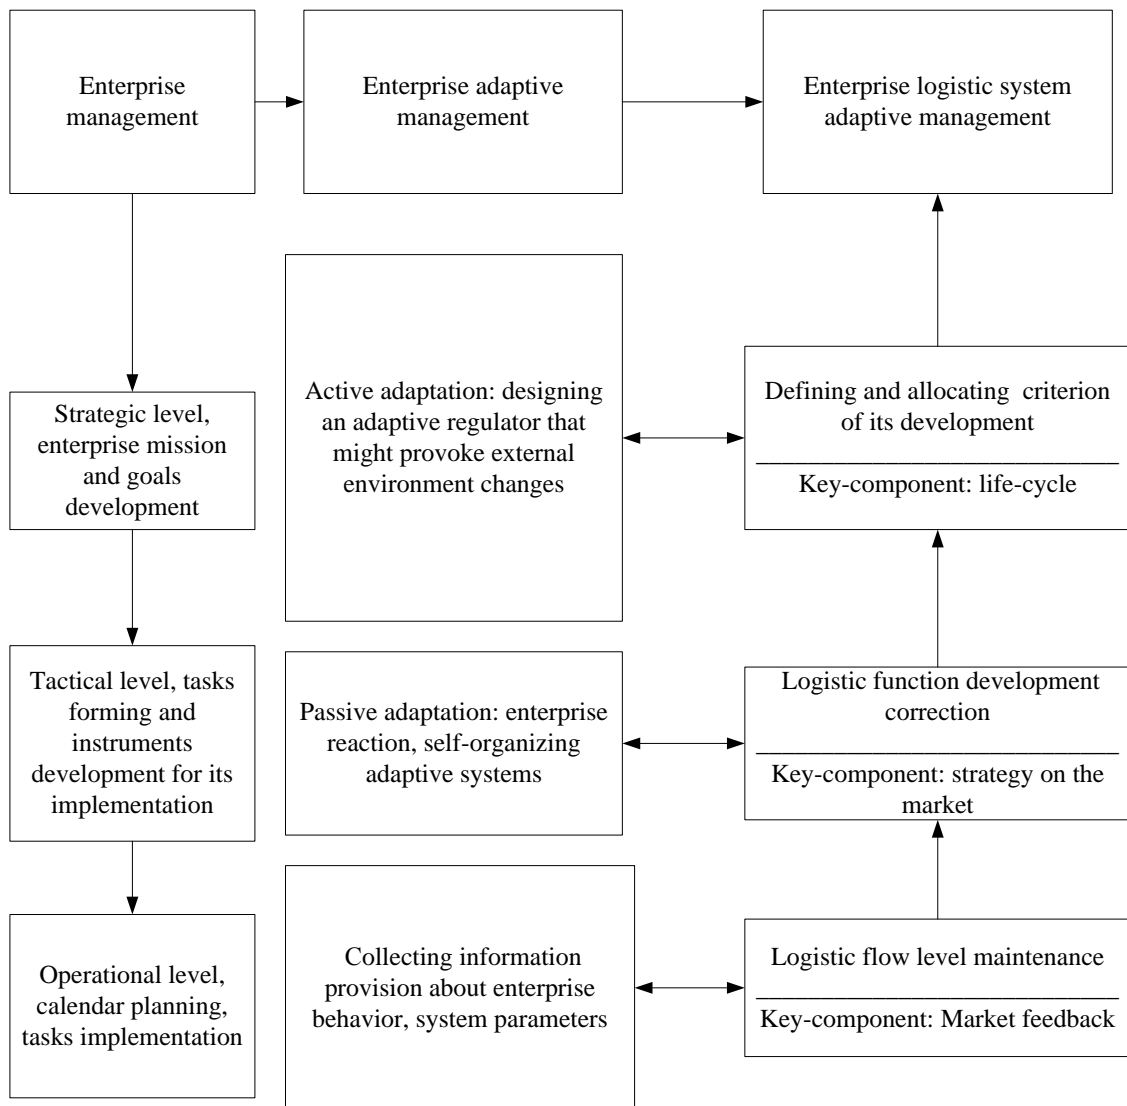 Enterprise
management
Enterprise adaptive
management
Enterprise logistic system
adaptive management
Strategic level,
enterprise mission
and goals
development
Active adaptation: designing
an adaptive regulator that
might provoke external
environment changes
Defining and allocating criterion
of its development
Key-component: life-cycle
Tactical level, tasks
forming and
instruments
development for its
implementation
Passive adaptation: enterprise
reaction, self-organizing
adaptive systems
Logistic function development
correction
Key-component: strategy on the
market
Operational level,
calendar planning,
tasks implementation
Collecting information
provision about enterprise
behavior, system parameters
Logistic flow level maintenance
Key-component: Market feedback